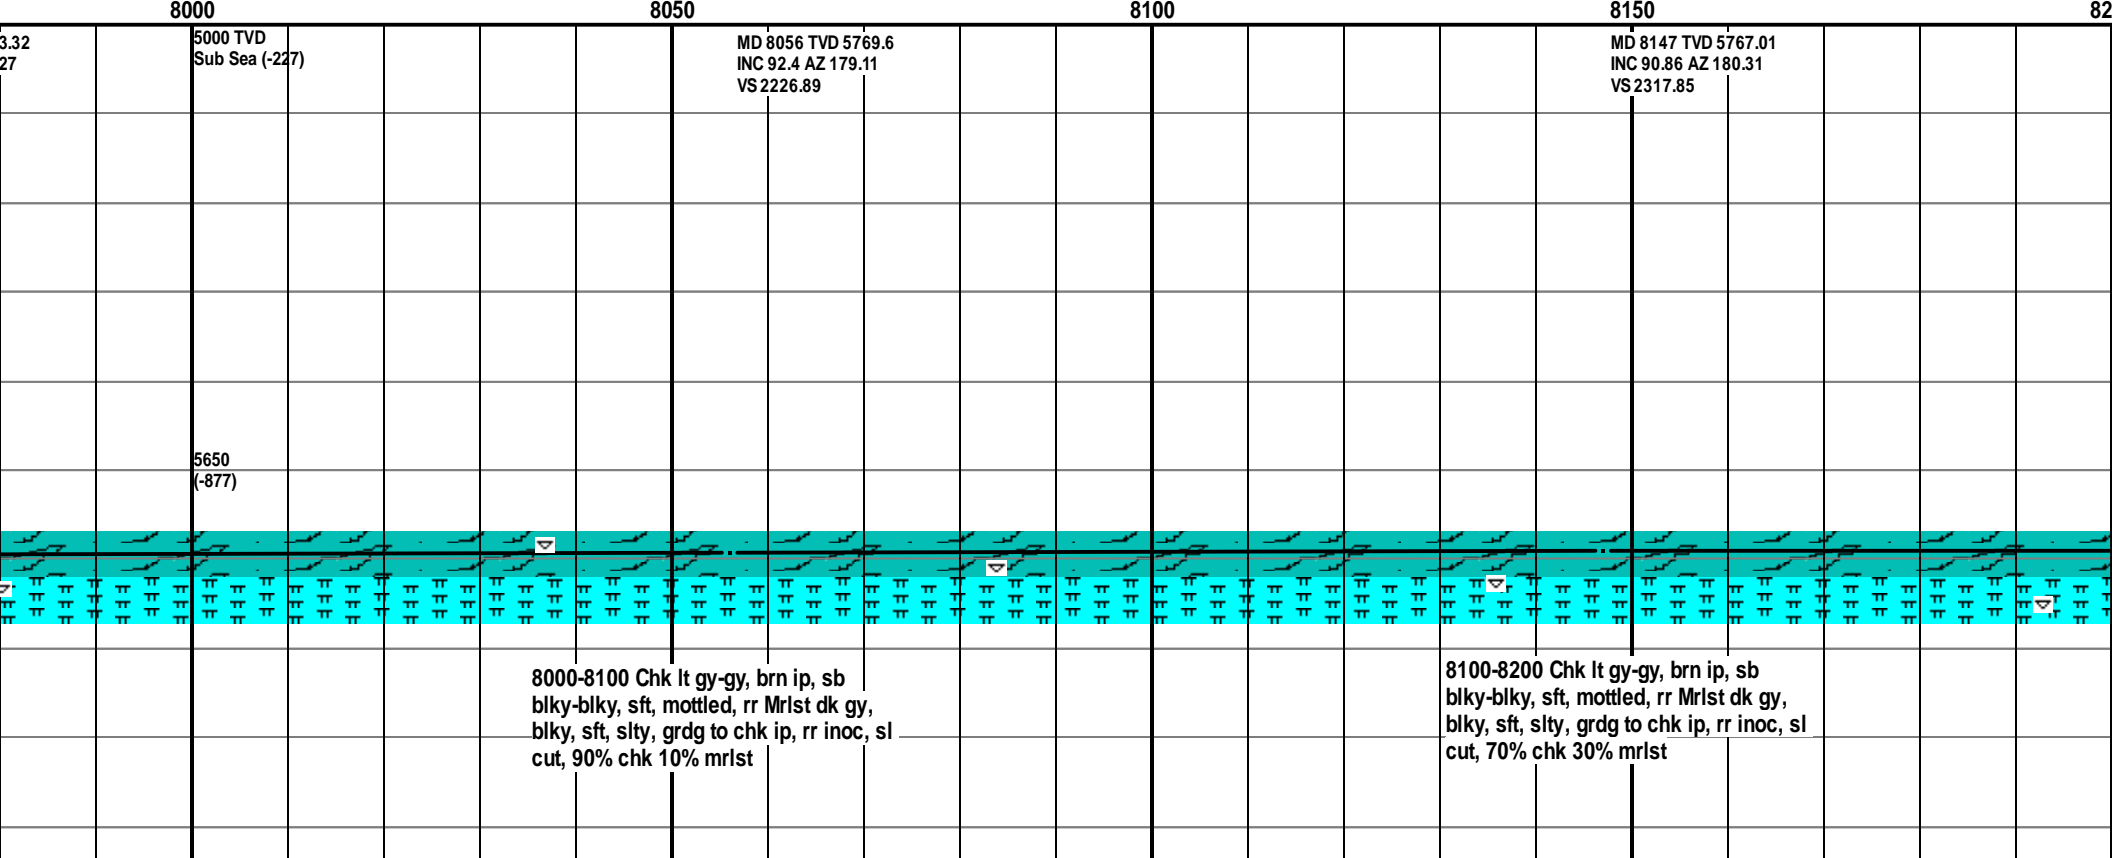 8000
8050
8100
8150
82
3.32
27
5000 TVD
Sub Sea (-227)
MD 8056 TVD 5769.6
INC 92.4 AZ 179.11
VS 2226.89
MD 8147 TVD 5767.01
INC 90.86 AZ 180.31
VS 2317.85
5650
(-877)
8000-8100 Chk lt gy-gy, brn ip, sb
blky-blky, sft, mottled, rr Mrlst dk gy,
blky, sft, slty, grdg to chk ip, rr inoc, sl
cut, 90% chk 10% mrlst
8100-8200 Chk lt gy-gy, brn ip, sb
blky-blky, sft, mottled, rr Mrlst dk gy,
blky, sft, slty, grdg to chk ip, rr inoc, sl
cut, 70% chk 30% mrlst